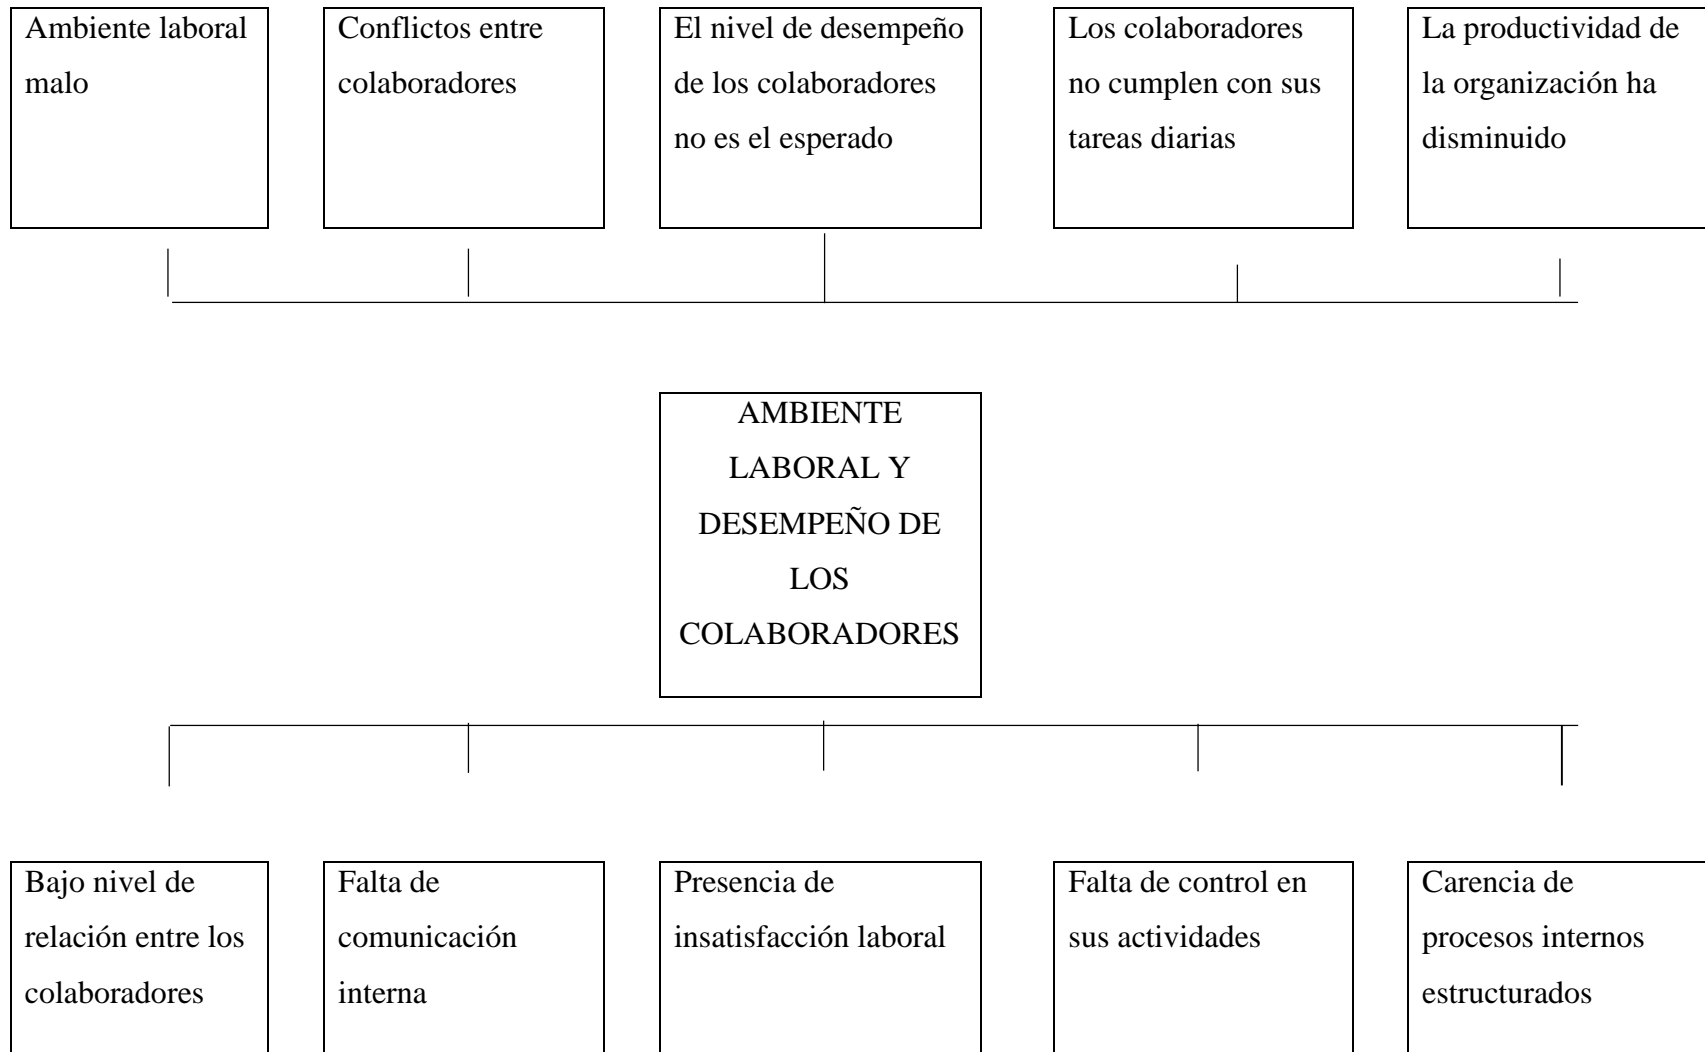 Ambiente laboral
malo
Conflictos entre
colaboradores
El nivel de desempeño
de los colaboradores
no es el esperado
Los colaboradores
no cumplen con sus
tareas diarias
La productividad de
la organización ha
disminuido
AMBIENTE
LABORAL Y
DESEMPEÑO DE
LOS
COLABORADORES
Bajo nivel de
relación entre los
colaboradores
Falta de
comunicación
interna
Presencia de
insatisfacción laboral
Falta de control en
sus actividades
Carencia de
procesos internos
estructurados